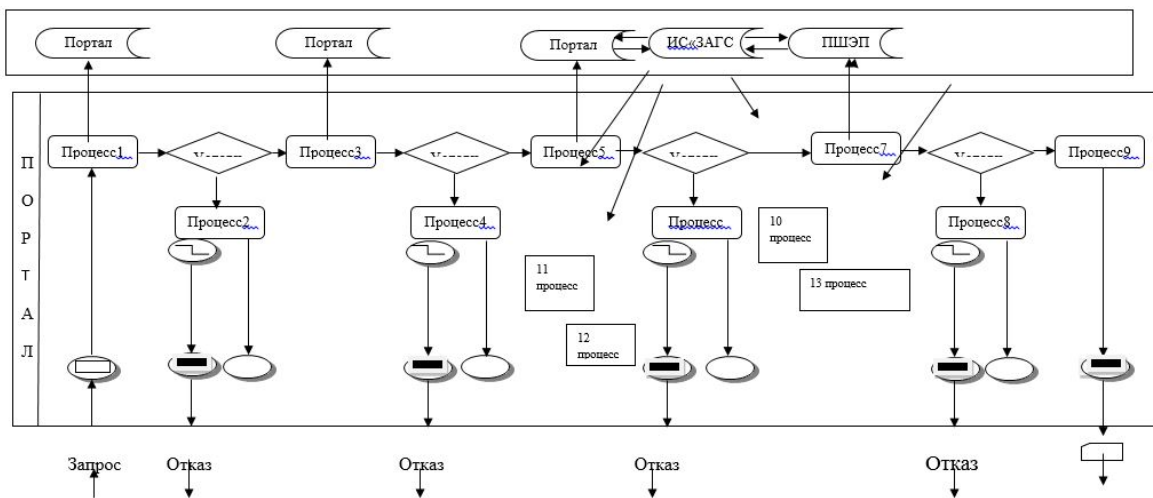 Портал
Портал
Портал
ИС«ЗАГС
ПШЭП
ПОРТАЛ
Процесс1
Процесс3
Процесс5
Процесс7
Процесс9
Процесс2
Процесс4
Процесс
Процесс8
10
процесс
11
процесс
13 процесс
12
процесс
Запрос
Отказ
Отказ
Отказ
Отказ